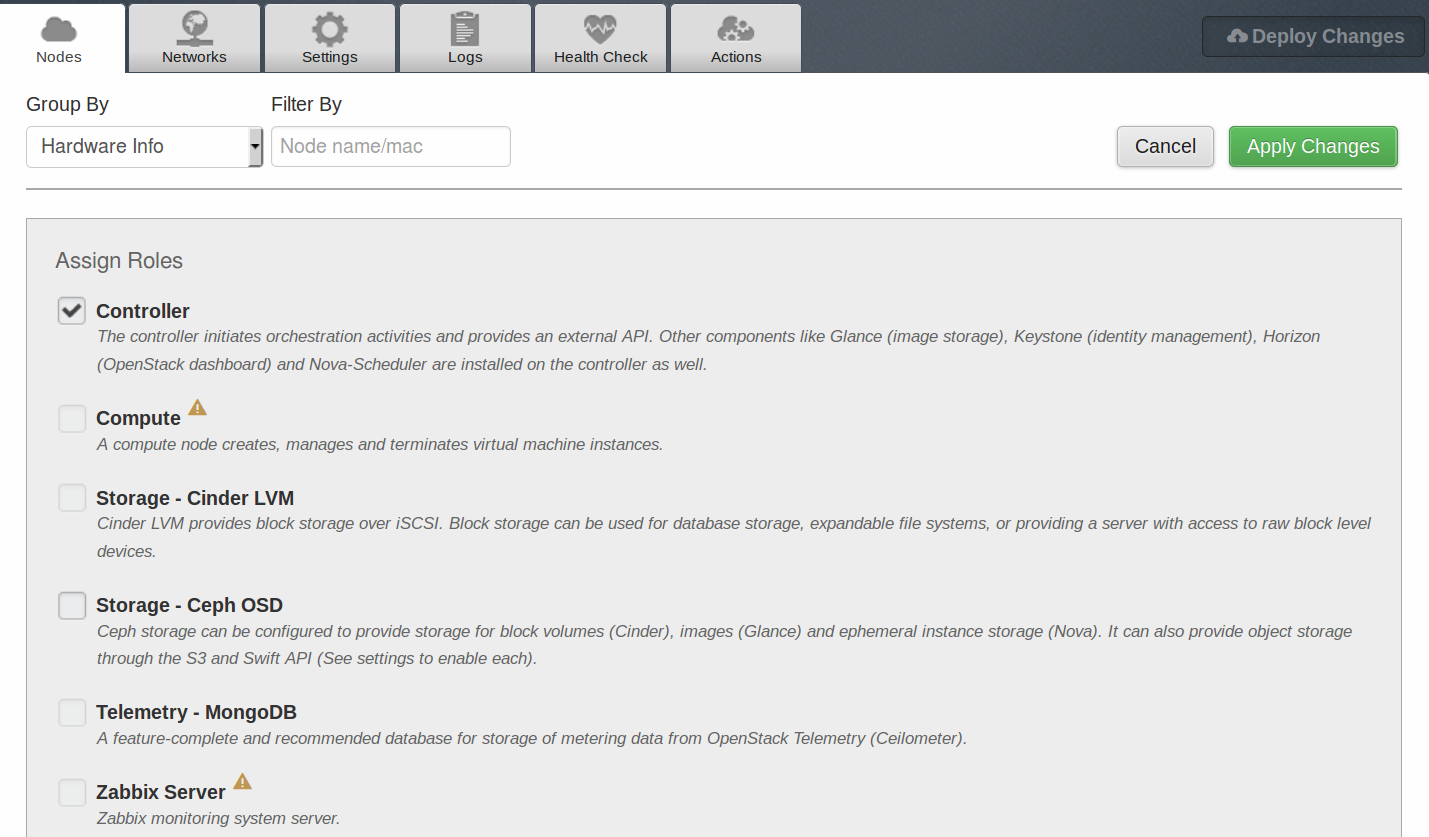 Nodes
Networks
Settings
Logs
Health Check
Actions
Deploy Changes
Group By
Filter By
Hardware Info
Node name/mac
Cancel
Apply Changes
Assign Roles
Controller
The controller initiates orchestration activities and provides an external API. Other components like Glance (image storage), Keystone (identity management), Horizon
(OpenStack dashboard) and Nova-Scheduler are installed on the controller as well.
Compute
A compute node creates, manages and terminates virtual machine instances.
Storage - Cinder LVM
Cinder LVM provides block storage over iSCSI. Block storage can be used for database storage, expandable file systems, or providing a server with access to raw block level
devices.
Storage - Ceph OSD
Ceph storage can be configured to provide storage for block volumes (Cinder), images (Glance) and ephemeral instance storage (Nova). It can also provide object storage
through the S3 and Swift API (See settings to enable each).
Telemetry - MongoDB
A feature-complete and recommended database for storage of metering data from OpenStack Telemetry (Ceilometer).
Zabbix Server
Zabbix monitoring system server.